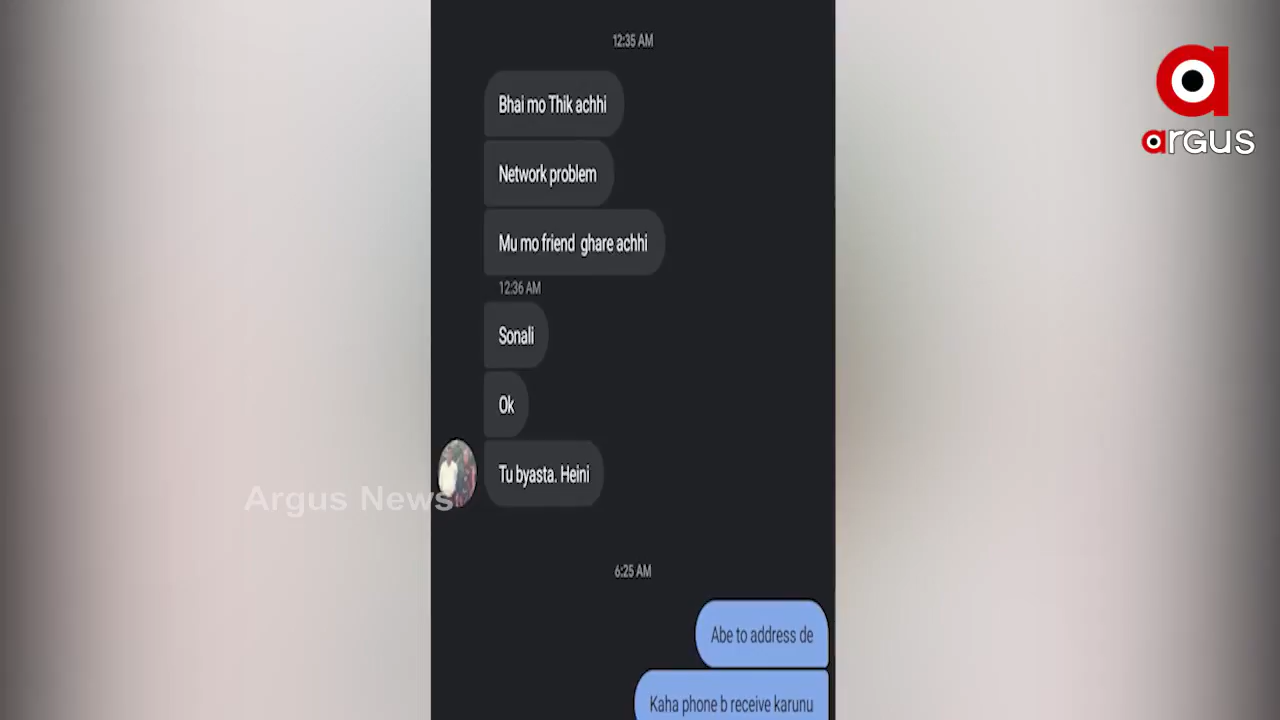 12:35 AM
Bhai mo Thik achhi
Network problem
Mu mo friend ghare achhi
12:36 AM
Sonali
Ok
Tu byasta. Heini
6:25 AM
Abe to address de
Kaha phone b receive karunu
argus
Argus News